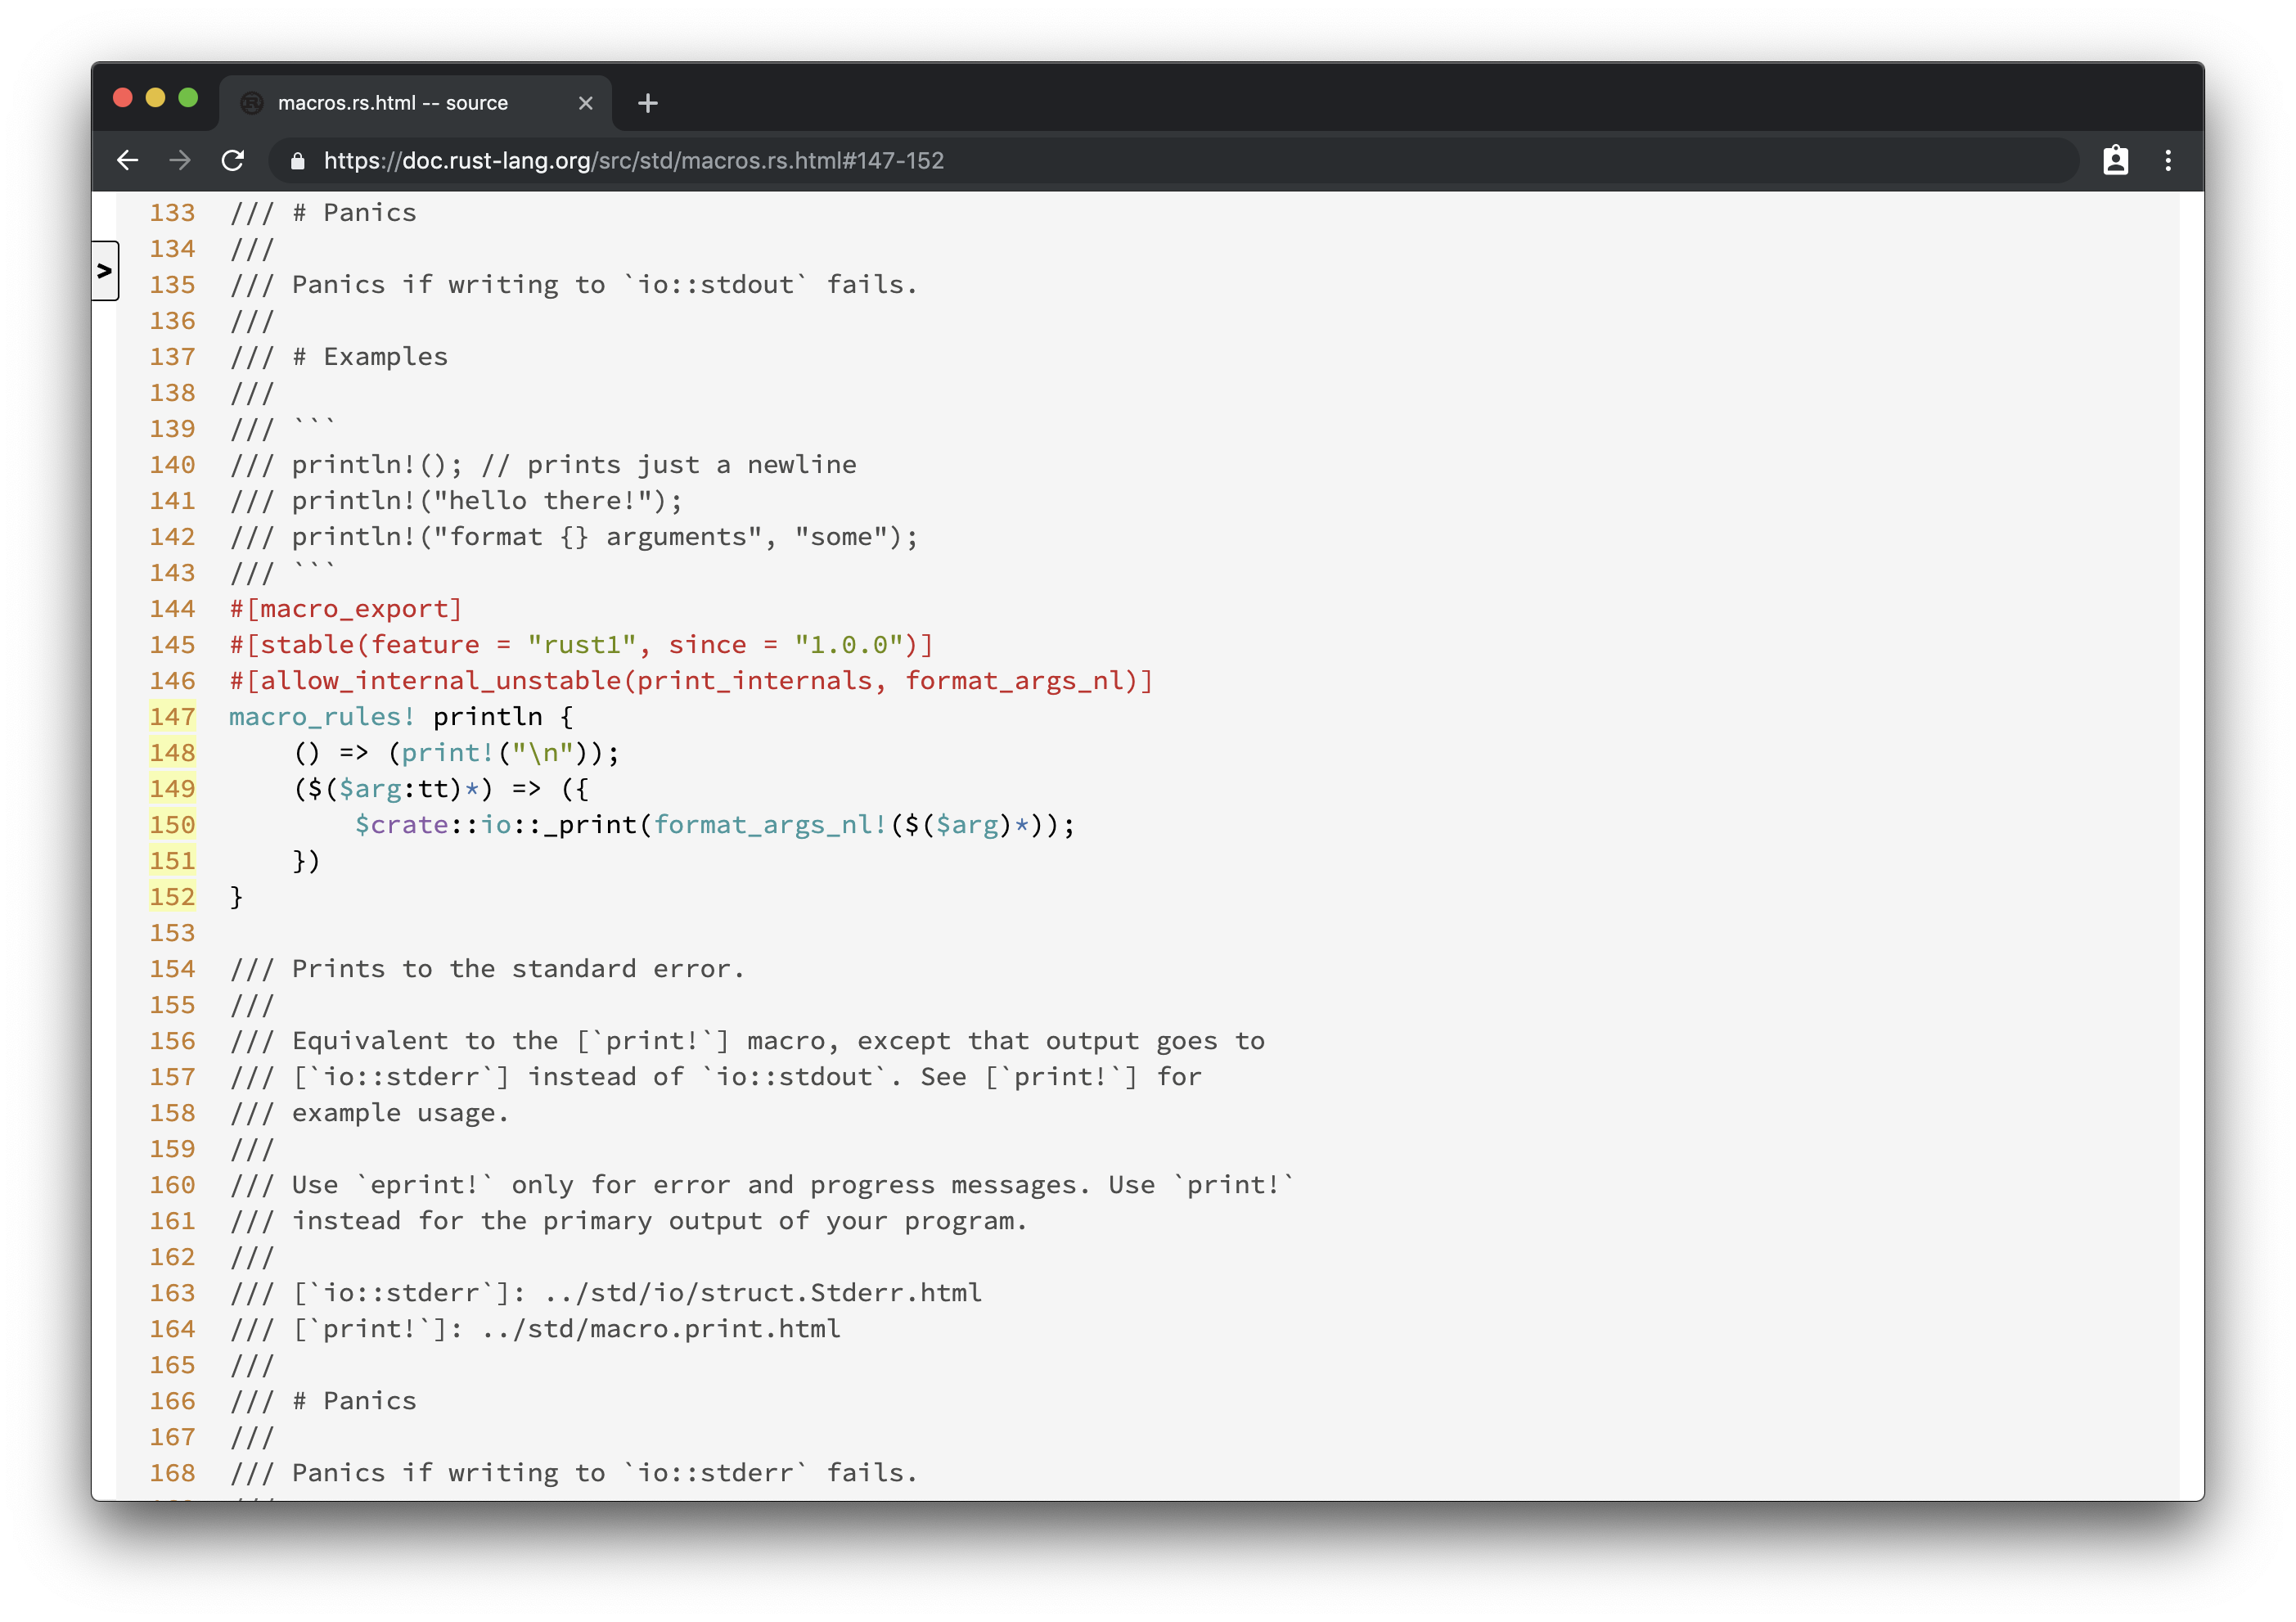 macros.rs.html -- source
https://doc.rust-lang.org/src/std/macros.rs.html#147-152
>
133 /// # Panics
134 ///
135 /// Panics if writing to `io::stdout` fails.
136 ///
137 /// # Examples
138 ///
139 /// ```
140 /// println!(); // prints just a newline
141 /// println!("hello there!");
142 /// println!("format {} arguments", "some");
143 /// ```
144 #[macro_export]
145 #[stable(feature = "rust1", since = "1.0.0")]
146 #[allow_internal_unstable(print_internals, format_args_nl)]
147 macro_rules! println {
148     () => (print!("\n"));
149     ($($arg:tt)*) => ({
150         $crate::io::_print(format_args_nl!($($arg)*));
151     })
152 }
153
154 /// Prints to the standard error.
155 ///
156 /// Equivalent to the [`print!`] macro, except that output goes to
157 /// [`io::stderr`] instead of `io::stdout`. See [`print!`] for
158 /// example usage.
159 ///
160 /// Use `eprint!` only for error and progress messages. Use `print!`
161 /// instead for the primary output of your program.
162 ///
163 /// [`io::stderr`]: ../std/io/struct.Stderr.html
164 /// [`print!`]: ../std/macro.print.html
165 ///
166 /// # Panics
167 ///
168 /// Panics if writing to `io::stderr` fails.